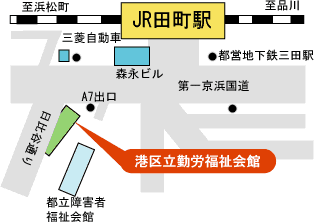 至浜松町
JR田町駅
至品川
三菱自動車
森永ビル
都営地下鉄三田駅
A7出口
第一京浜国道
日比谷通り
港区立勤労福祉会館
都立障害者
福祉会館